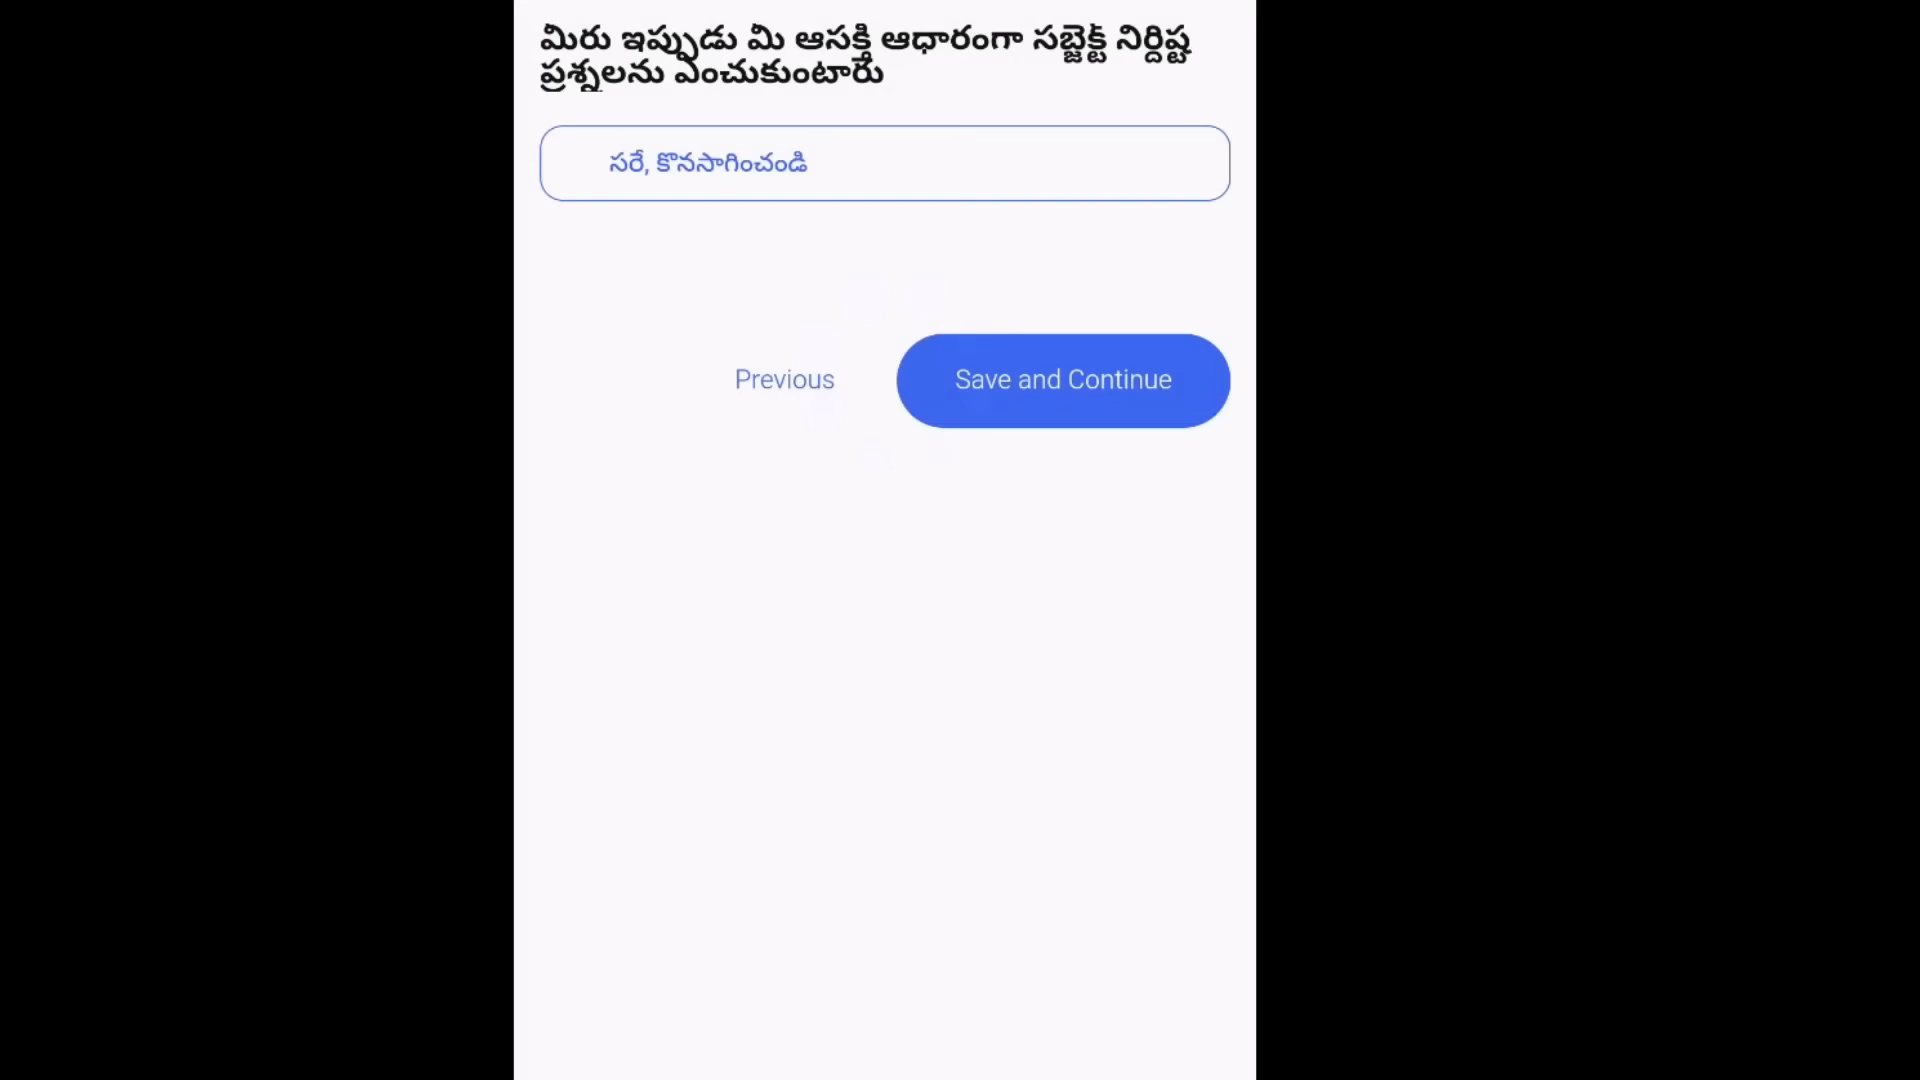 మీరు ఇప్పుడు మీ ఆసక్తి ఆధారంగా సబ్జెక్ట్ నిర్దిష్ట
ప్రశ్నలను ఎంచుకుంటారు
సరే, కొనసాగించండి
Previous
Save and Continue